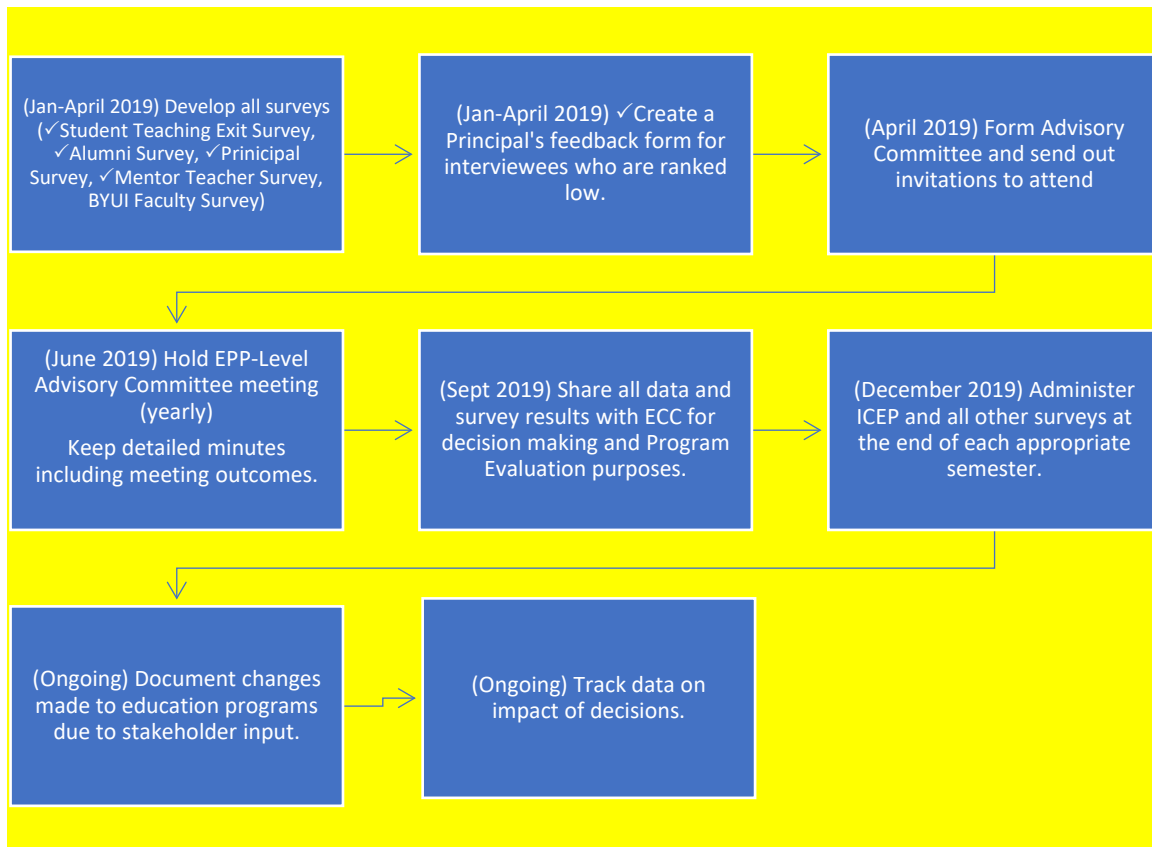 (Jan-April 2019) Develop all surveys
(✓Student Teaching Exit Survey,
✓Alumni Survey, ✓Prinicipal
Survey, ✓Mentor Teacher Survey,
BYUI Faculty Survey)
(Jan-April 2019) ✓Create a
Principal's feedback form for
interviewees who are ranked
low.
(April 2019) Form Advisory
Committee and send out
invitations to attend
(June 2019) Hold EPP-Level
Advisory Committee meeting
(yearly)
Keep detailed minutes
including meeting outcomes.
(Sept 2019) Share all data and
survey results with ECC for
decision making and Program
Evaluation purposes.
(December 2019) Administer
ICEP and all other surveys at
the end of each appropriate
semester.
(Ongoing) Document changes
made to education programs
due to stakeholder input.
(Ongoing) Track data on
impact of decisions.